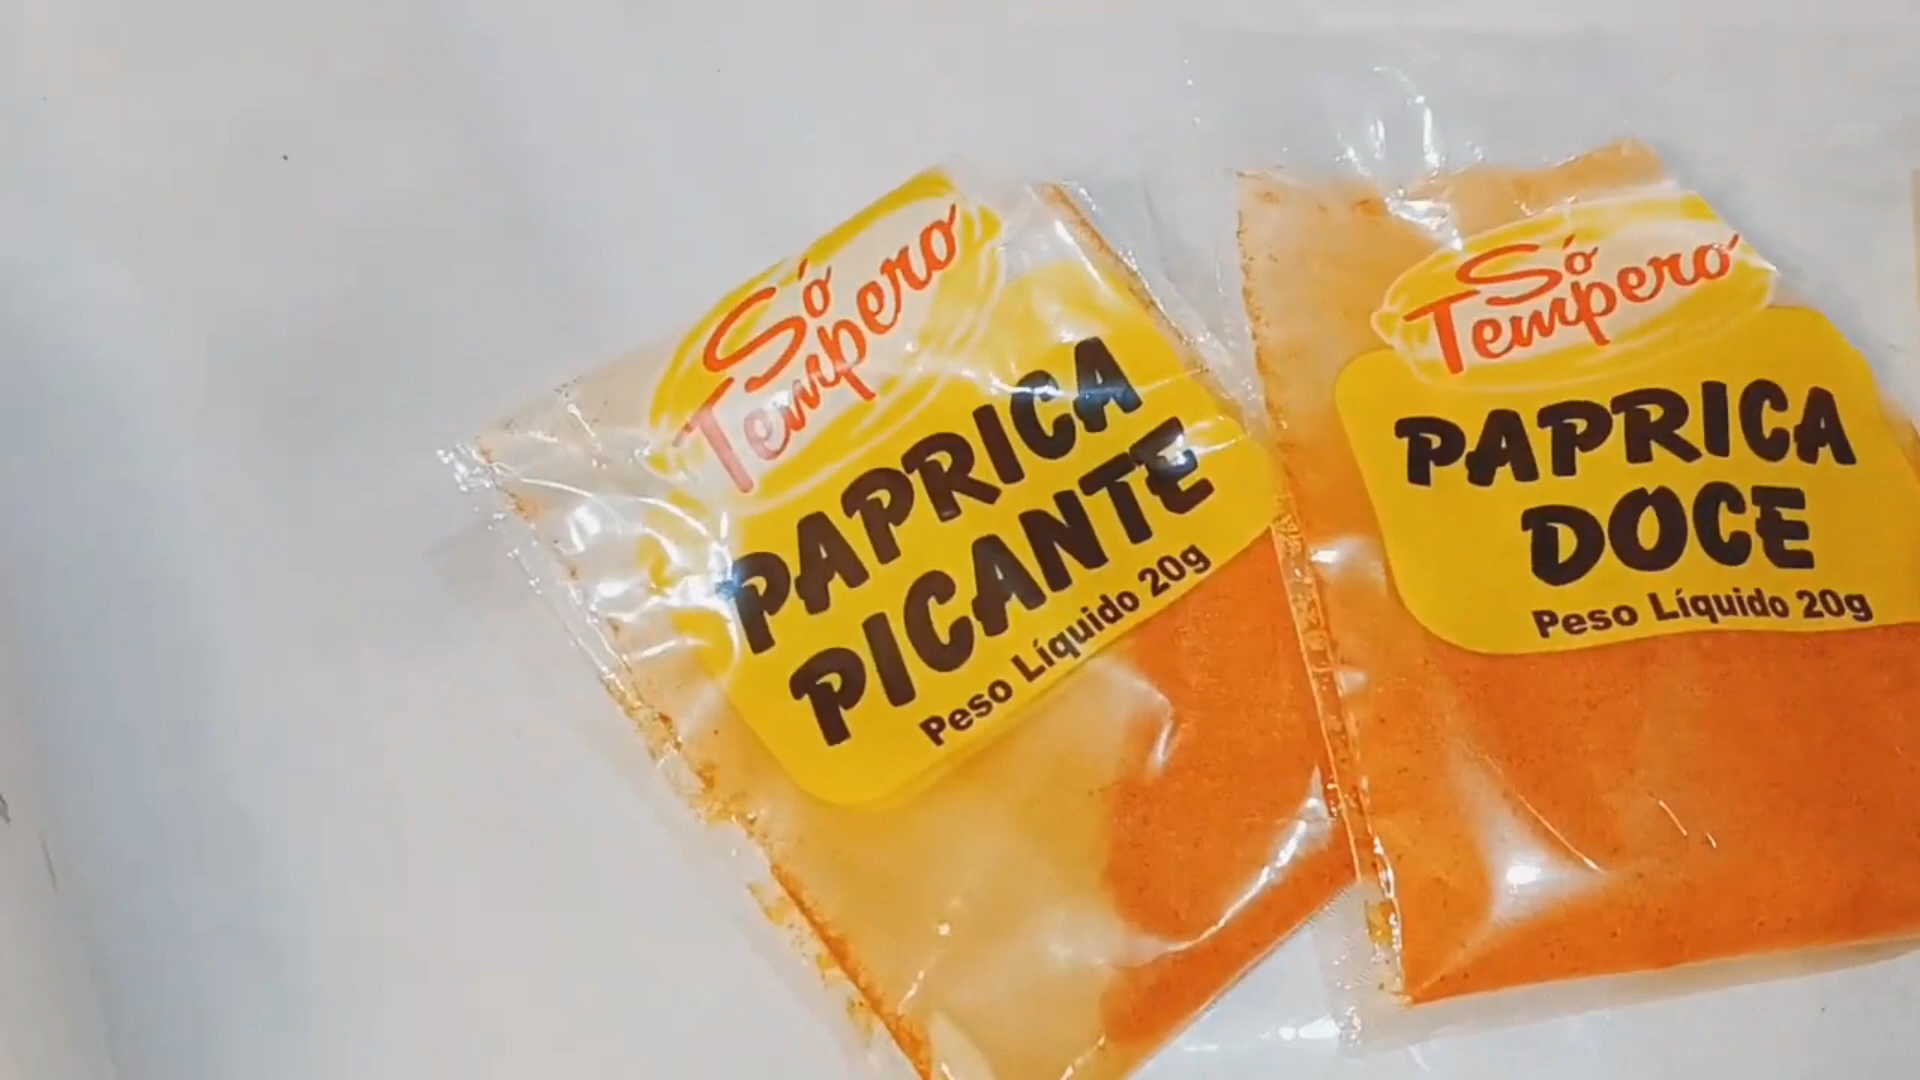 Só
Tempero
PAPRICA
PICANTE
Peso Líquido 20g
Só
Tempero
PAPRICA
DOCE
Peso Líquido 20g